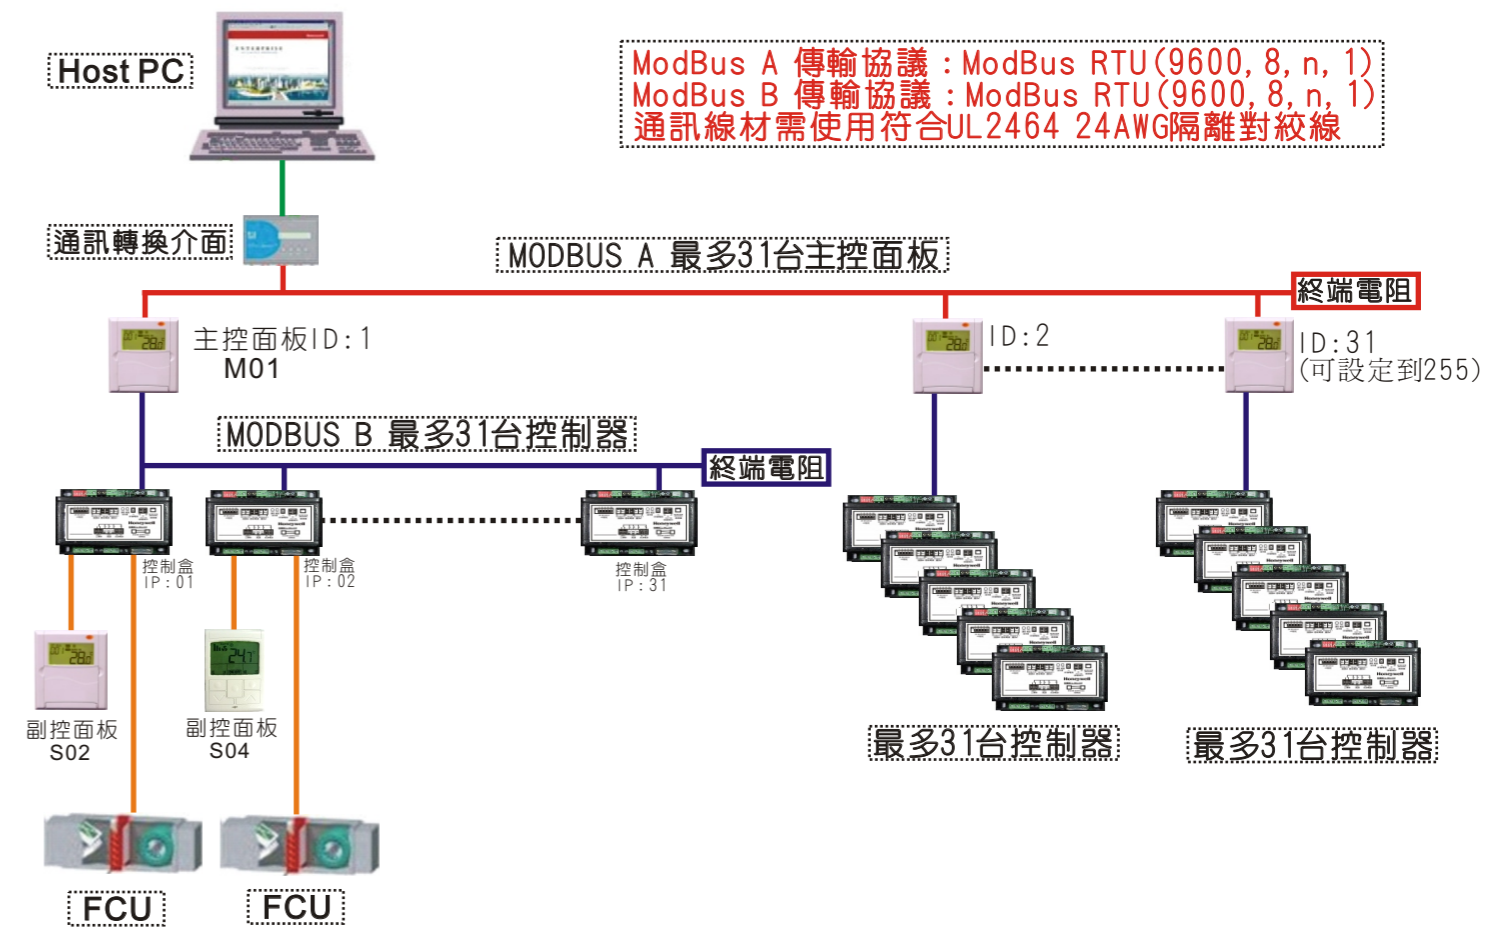 Host PC
ModBus A 傳輸協議：ModBus RTU(9600, 8, n, 1)
ModBus B 傳輸協議：ModBus RTU(9600, 8, n, 1)
通訊線材需使用符合UL2464 24AWG隔離對絞線
通訊轉換介面
MODBUS A 最多31台主控面板
終端電阻
主控面板ID:1
M01
ID:2
ID:31
(可設定到255)
MODBUS B 最多31台控制器
終端電阻
控制盒
IP:01
控制盒
IP:02
控制盒
IP:31
Honeywell
Honeywell
Honeywell
副控面板
S02
副控面板
S04
最多31台控制器
最多31台控制器
FCU
FCU